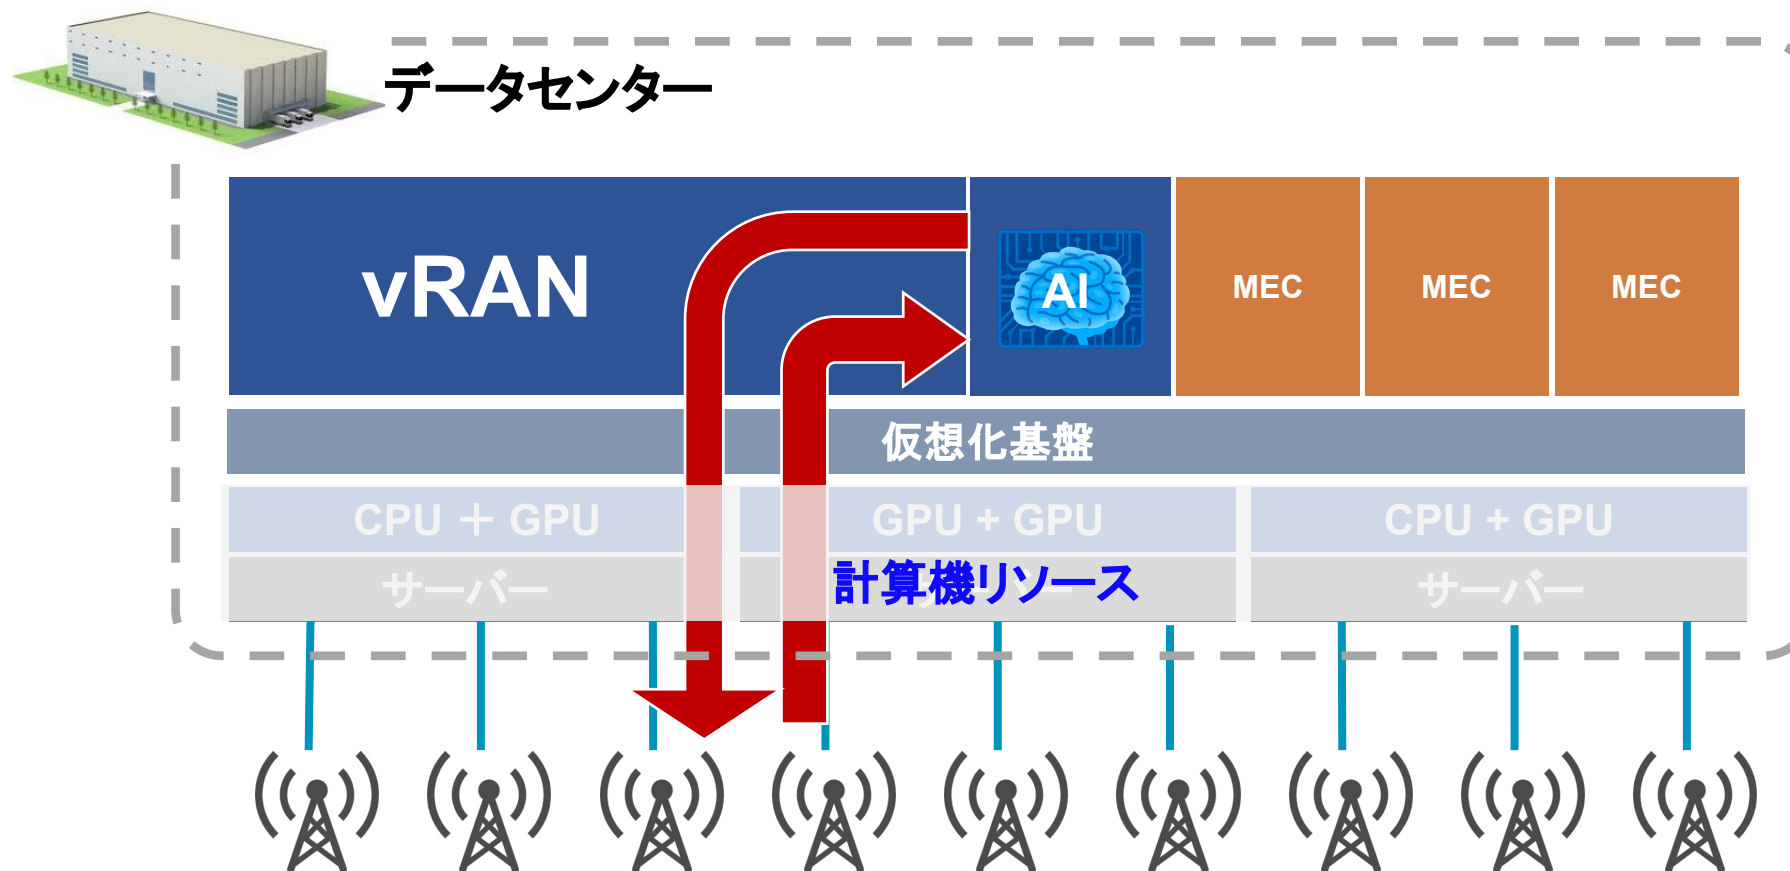 データセンター
vRAN
AI
MEC
MEC
MEC
仮想化基盤
CPU + GPU
GPU + GPU
CPU + GPU
サーバー
計算機リソース
サーバー